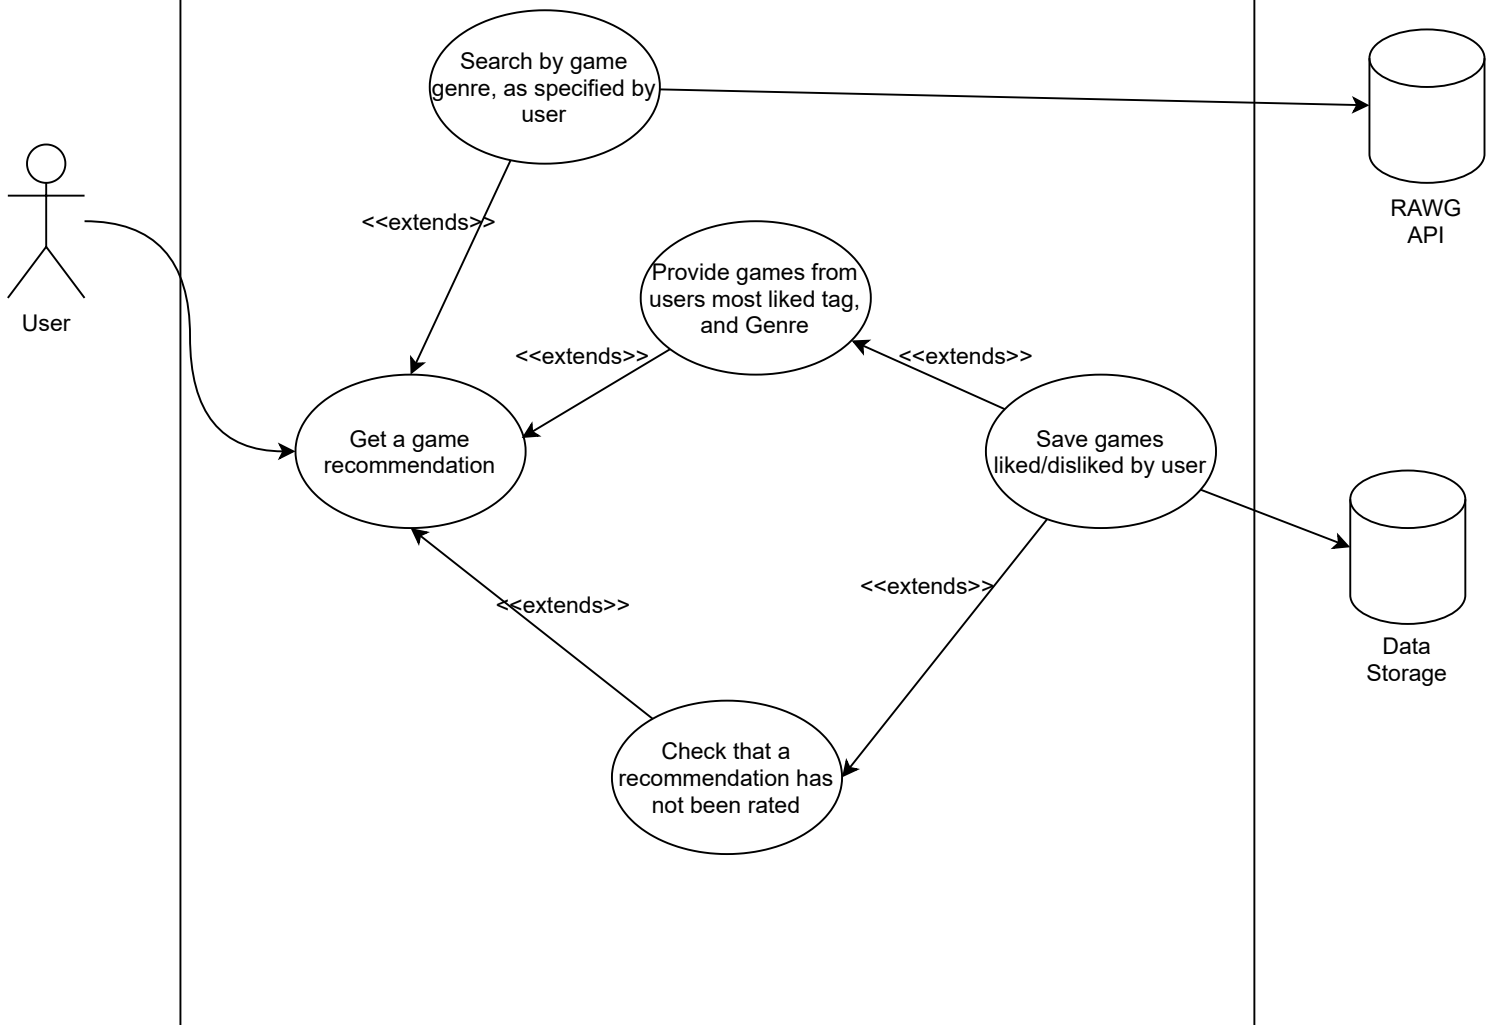 Search by game
genre, as specified by
user
RAWG
API
<<extends>>
User
Provide games from
users most liked tag,
and Genre
<<extends>>
<<extends>>
Get a game
recommendation
Save games
liked/disliked by user
<<extends>>
<<extends>>
Data
Storage
Check that a
recommendation has
not been rated